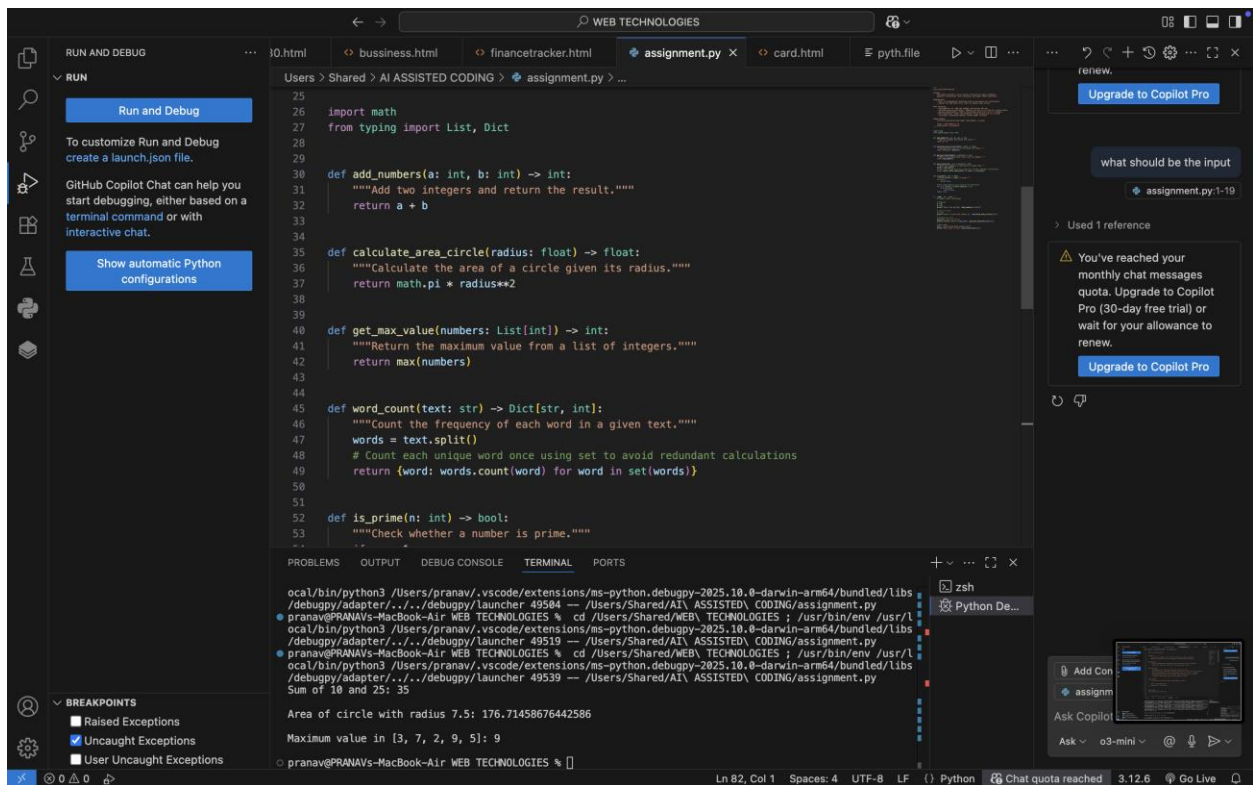 WEB TECHNOLOGIES
RUN AND DEBUG
RUN
Run and Debug
To customize Run and Debug
create a launch.json file.
GitHub Copilot Chat can help you
start debugging, either based on a
terminal command or with
interactive chat.
Show automatic Python
configurations
BREAKPOINTS
Raised Exceptions
Uncaught Exceptions
User Uncaught Exceptions
30.html bussiness.html financetracker.html assignment.py card.html pyth.file
Users > Shared > AI ASSISTED CODING > assignment.py > ...
25
26 import math
27 from typing import List, Dict
28
29
30 def add_numbers(a: int, b: int) -> int:
31 """Add two integers and return the result."""
32 return a + b
33
34
35 def calculate_area_circle(radius: float) -> float:
36 """Calculate the area of a circle given its radius."""
37 return math.pi * radius**2
38
39
40 def get_max_value(numbers: List[int]) -> int:
41 """Return the maximum value from a list of integers."""
42 return max(numbers)
43
44
45 def word_count(text: str) -> Dict[str, int]:
46 """Count the frequency of each word in a given text."""
47 words = text.split()
48 # Count each unique word once using set to avoid redundant calculations
49 return {word: words.count(word) for word in set(words)}
50
51
52 def is_prime(n: int) -> bool:
53 """Check whether a number is prime."""
PROBLEMS OUTPUT DEBUG CONSOLE TERMINAL PORTS
ocal/bin/python3 /Users/pranav/.vscode/extensions/ms-python.debugpy-2025.10.0-darwin-arm64/bundled/libs
/debugpy/adapter/../../debugpy/launcher 49504 -- /Users/Shared/AI\ ASSISTED\ CODING/assignment.py
pranav@PRANAVs-MacBook-Air WEB TECHNOLOGIES % cd /Users/Shared/WEB\ TECHNOLOGIES ; /usr/bin/env /usr/l
ocal/bin/python3 /Users/pranav/.vscode/extensions/ms-python.debugpy-2025.10.0-darwin-arm64/bundled/libs
/debugpy/adapter/../../debugpy/launcher 49519 -- /Users/Shared/AI\ ASSISTED\ CODING/assignment.py
pranav@PRANAVs-MacBook-Air WEB TECHNOLOGIES % cd /Users/Shared/WEB\ TECHNOLOGIES ; /usr/bin/env /usr/l
ocal/bin/python3 /Users/pranav/.vscode/extensions/ms-python.debugpy-2025.10.0-darwin-arm64/bundled/libs
/debugpy/adapter/../../debugpy/launcher 49539 -- /Users/Shared/AI\ ASSISTED\ CODING/assignment.py
Sum of 10 and 25: 35
Area of circle with radius 7.5: 176.71458676442586
Maximum value in [3, 7, 2, 9, 5]: 9
pranav@PRANAVs-MacBook-Air WEB TECHNOLOGIES %
zsh
Python De...
renew.
Upgrade to Copilot Pro
what should be the input
assignment.py:1-19
Used 1 reference
You've reached your
monthly chat messages
quota. Upgrade to Copilot
Pro (30-day free trial) or
wait for your allowance to
renew.
Upgrade to Copilot Pro
Add Con
assignm
Ask Copilot
Ask o3-mini
0 0
Ln 82, Col 1 Spaces: 4 UTF-8 LF {} Python Chat quota reached 3.12.6 Go Live